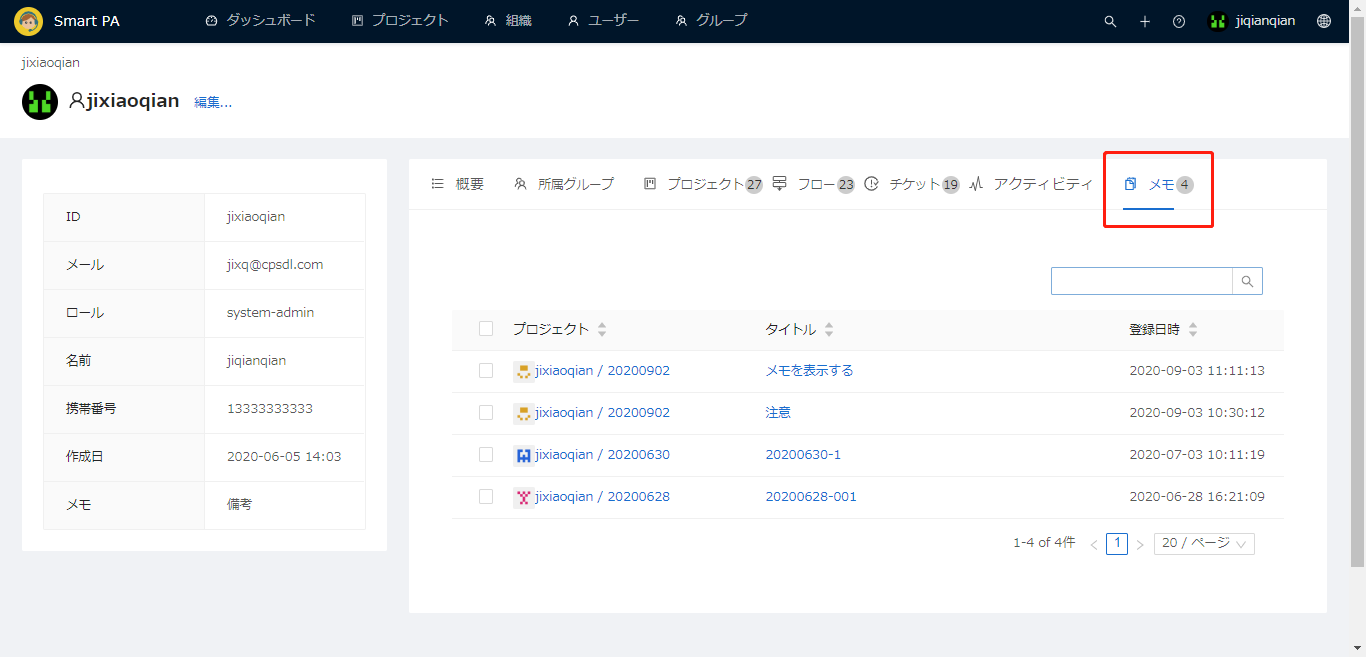 Smart PA ダッシュボード プロジェクト 組織 ユーザー グループ jiqianqian
jixiaoqian
jixiaoqian 編集...
概要 所属グループ プロジェクト 27 フロー 23 チケット 19 アクティビティ メモ 4
ID jixiaoqian
メール jixq@cpsdl.com
ロール system-admin
名前 jiqianqian
携帯番号 13333333333
作成日 2020-06-05 14:03
メモ 備考
プロジェクト タイトル 登録日時
jixiaoqian / 20200902 メモを表示する 2020-09-03 11:11:13
jixiaoqian / 20200902 注意 2020-09-03 10:30:12
jixiaoqian / 20200630 20200630-1 2020-07-03 10:11:19
jixiaoqian / 20200628 20200628-001 2020-06-28 16:21:09
1-4 of 4件 < 1 > 20 / ページ